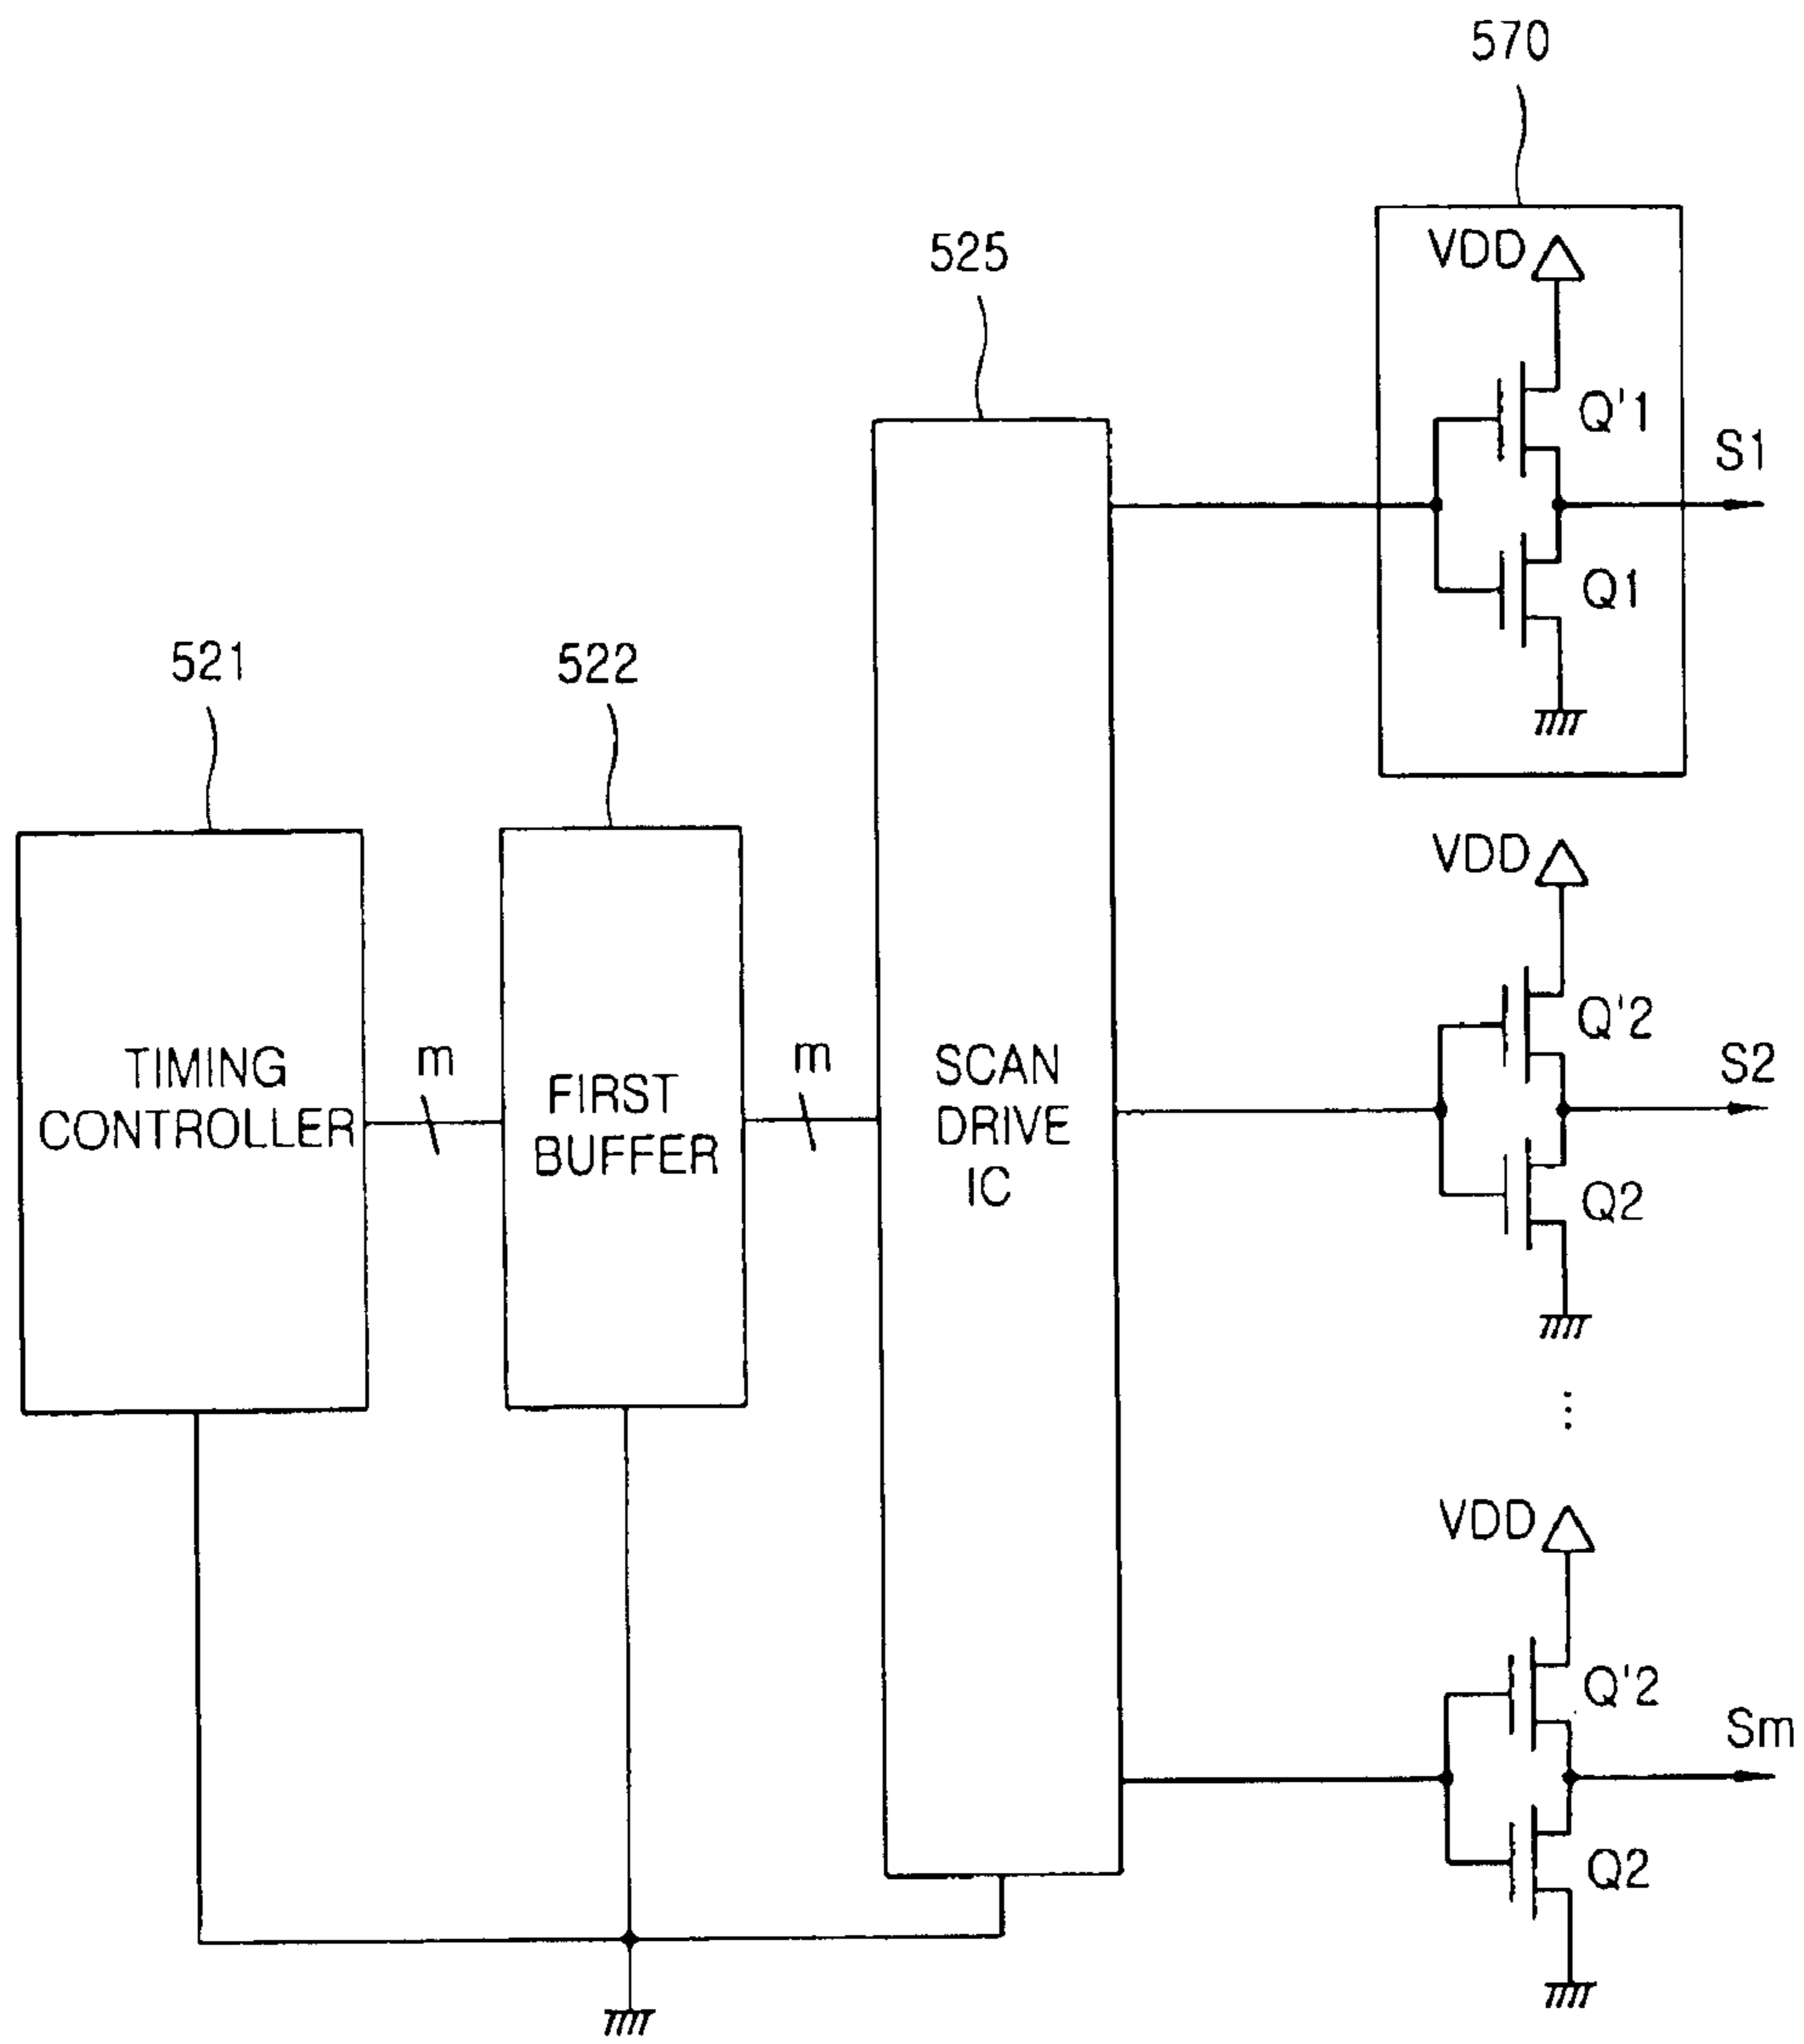 570
525
VDD
Q'1
S1
Q1
521
522
VDD
Q'2
S2
Q2
TIMING
CONTROLLER
m
FIRST
BUFFER
m
SCAN
DRIVE
IC
VDD
Q'2
Sm
Q2